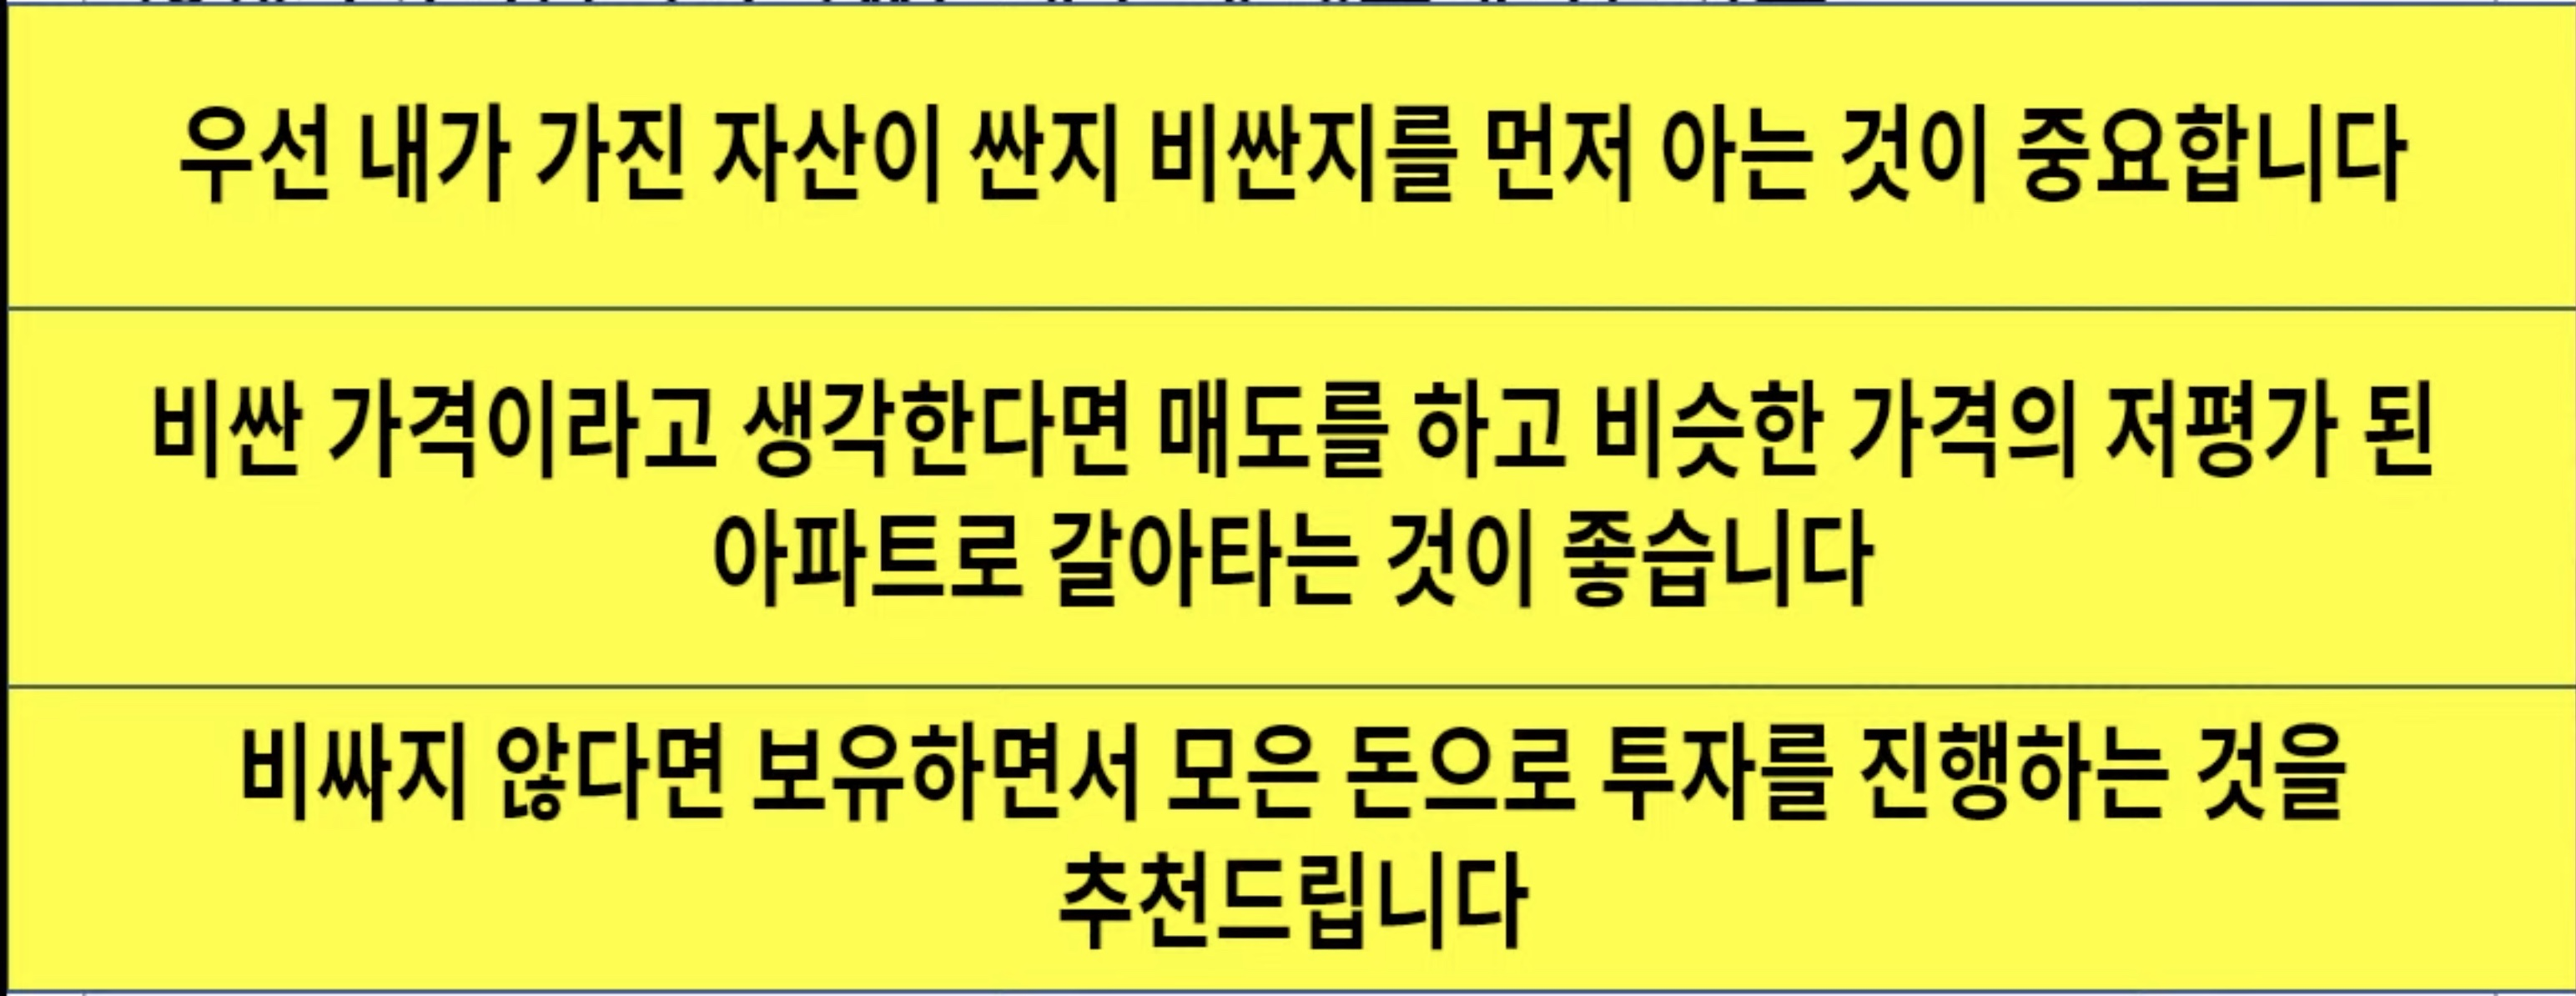 우선 내가 가진 자산이 싼지 비싼지를 먼저 아는 것이 중요합니다
비싼 가격이라고 생각한다면 매도를 하고 비슷한 가격의 저평가 된
아파트로 갈아타는 것이 좋습니다
비싸지 않다면 보유하면서 모은 돈으로 투자를 진행하는 것을
추천드립니다